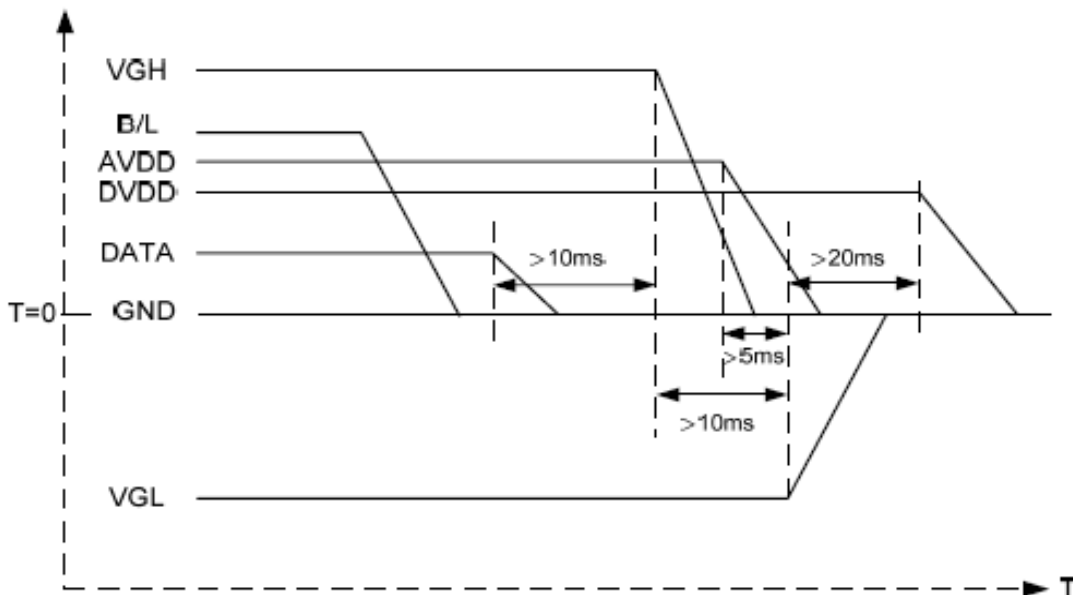 VGH
B/L
AVDD
DVDD
DATA
>10ms
>20ms
T=0
GND
>5ms
>10ms
VGL
T